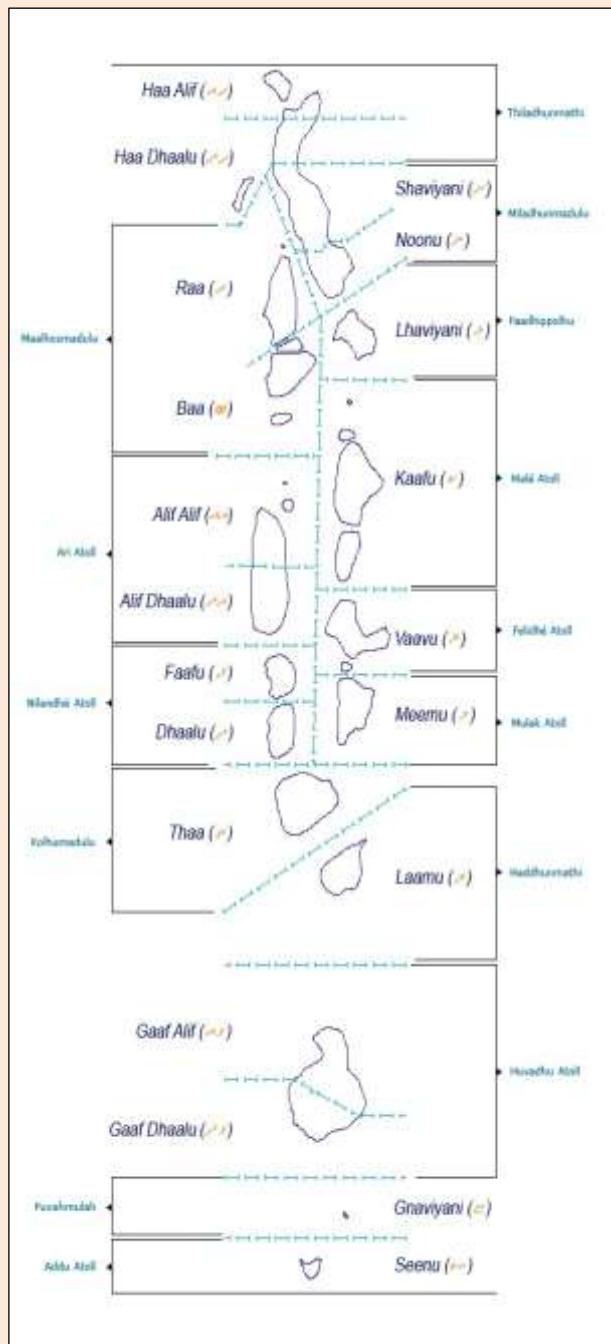 Haa Alif
Thiladhunmathi
Haa Dhaalu
Shaviyani
Miladhunmadulu
Noonu
Raa
Lhaviyani
Faadhippolhu
Maalhosmadulu
Baa
Kaafu
Malé Atoll
Alif Alif
Ari Atoll
Alif Dhaalu
Vaavu
Felidhé Atoll
Faafu
Nilandhé Atoll
Meemu
Mulak Atoll
Dhaalu
Thaa
Kolhumadulu
Laamu
Haddhunmathi
Gaaf Alif
Huvadhu Atoll
Gaaf Dhaalu
Fuvahmulah
Gnaviyani
Addu Atoll
Seenu